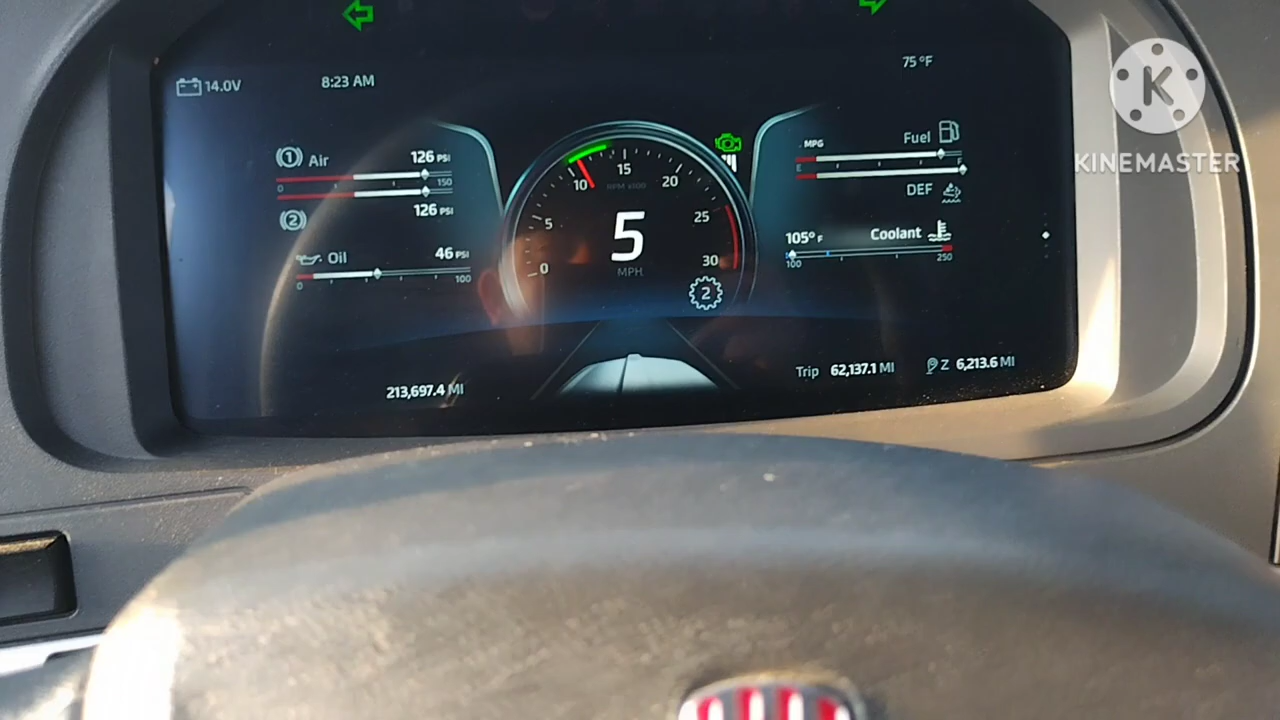 14.0V
8:23 AM
75 °F
1 Air 126 PSI
0 150
2 126 PSI
Oil 46 PSI
0 100
0 5 10 15 20 25 30
5
MPH
2
MPG Fuel
E F
DEF
105° F Coolant
100 250
213,697.4 MI
Trip 62,137.1 MI
Z 6,213.6 MI
K
KINEMASTER